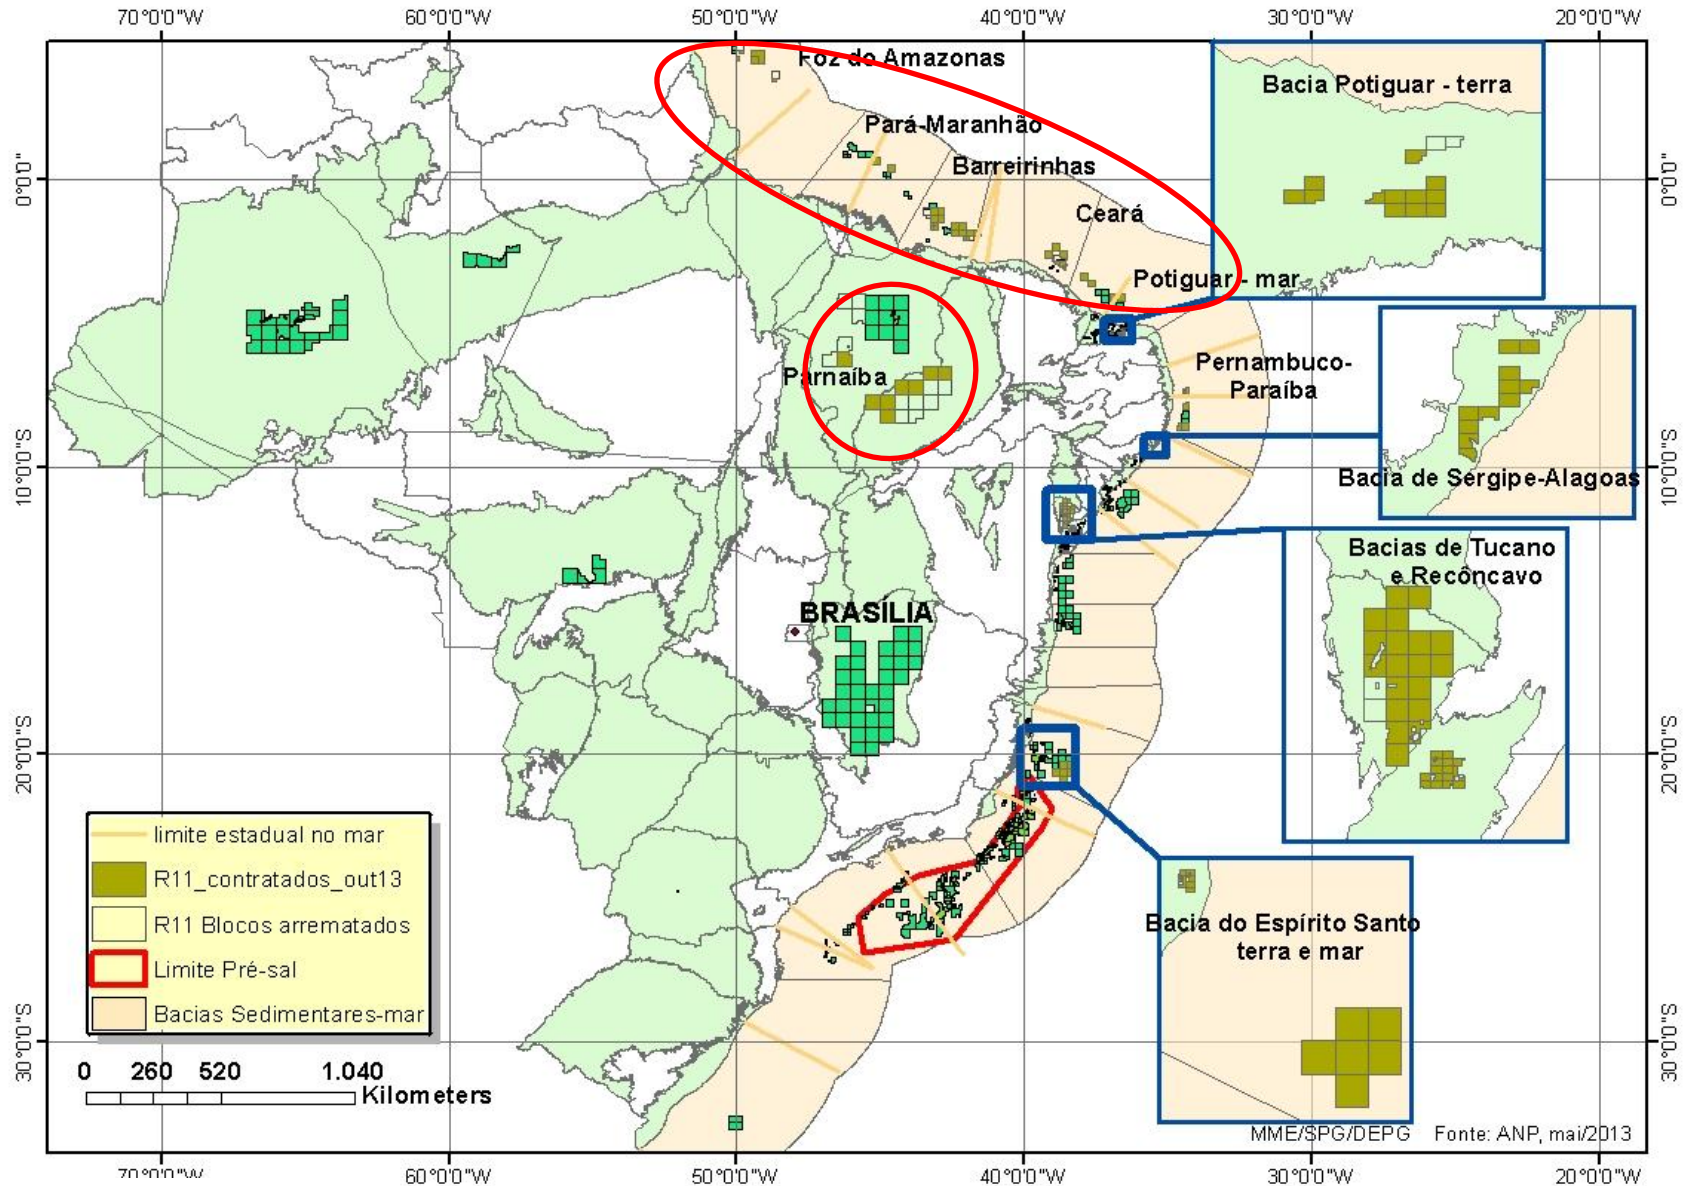 70°0'0"W
60°0'0"W
50°0'0"W
40°0'0"W
30°0'0"W
20°0'0"W
Foz do Amazonas
Bacia Potiguar - terra
Pará-Maranhão
Barreirinhas
0°0'0"
0°0'0"
Ceará
Potiguar - mar
Parnaíba
Pernambuco-
Paraíba
10°0'0"S
10°0'0"S
Bacia de Sergipe-Alagoas
Bacias de Tucano
e Recôncavo
BRASÍLIA
20°0'0"S
20°0'0"S
limite estadual no mar
R11_contratados_out13
R11 Blocos arrematados
Limite Pré-sal
Bacias Sedimentares-mar
Bacia do Espírito Santo
terra e mar
30°0'0"S
30°0'0"S
0 260 520 1.040
Kilometers
MME/SPG/DEPG Fonte: ANP, mai/2013
70°0'0"W
60°0'0"W
50°0'0"W
40°0'0"W
30°0'0"W
20°0'0"W